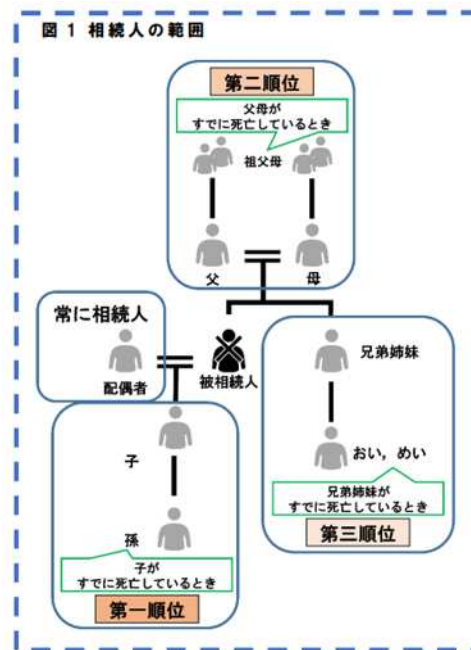 図1 相続人の範囲
第二順位
父母が
すでに死亡しているとき
祖父母
父
母
常に相続人
配偶者
被相続人
兄弟姉妹
子
おい，めい
兄弟姉妹が
すでに死亡しているとき
第三順位
孫
子が
すでに死亡しているとき
第一順位